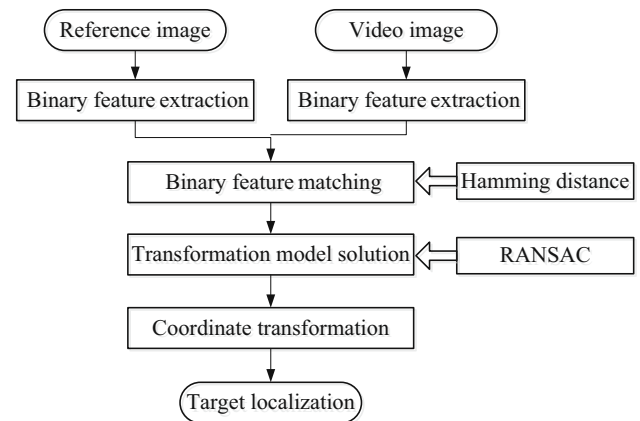 Reference image
Video image
Binary feature extraction
Binary feature extraction
Binary feature matching
Hamming distance
Transformation model solution
RANSAC
Coordinate transformation
Target localization